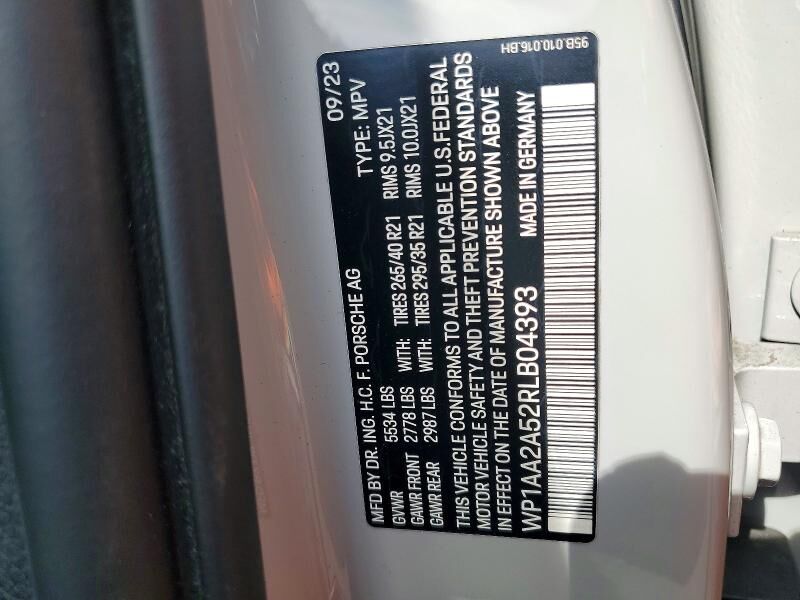 95B.010.016.BH
MFD BY DR. ING. H.C. F. PORSCHE AG 09/23
GVWR 5534 LBS TYPE: MPV
GAWR FRONT 2778 LBS WITH: TIRES 265/40 R21 RIMS 9.5JX21
GAWR REAR 2987 LBS WITH: TIRES 295/35 R21 RIMS 10.0JX21
THIS VEHICLE CONFORMS TO ALL APPLICABLE U.S. FEDERAL
MOTOR VEHICLE SAFETY AND THEFT PREVENTION STANDARDS
IN EFFECT ON THE DATE OF MANUFACTURE SHOWN ABOVE
WP1AA2A52RLB04393 MADE IN GERMANY